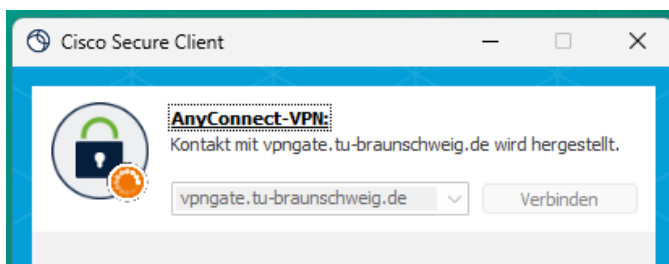 Cisco Secure Client
AnyConnect-VPN:
Kontakt mit vpngate.tu-braunschweig.de wird hergestellt.
vpngate.tu-braunschweig.de
Verbinden